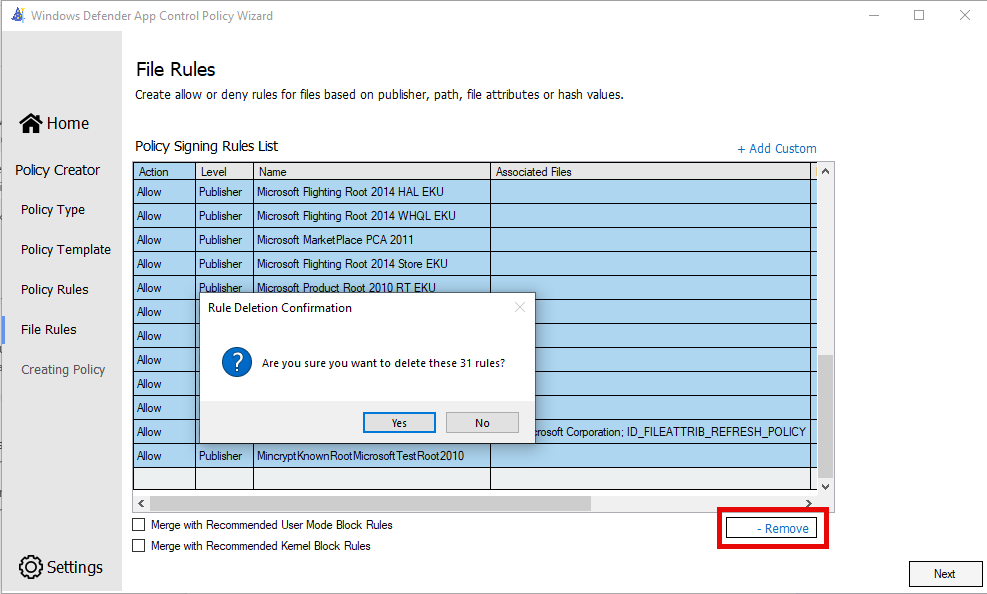 Windows Defender App Control Policy Wizard
File Rules
Create allow or deny rules for files based on publisher, path, file attributes or hash values.
Home
Policy Creator
Policy Type
Policy Template
Policy Rules
File Rules
Creating Policy
Settings
Policy Signing Rules List
+ Add Custom
Action Level Name Associated Files
Allow Publisher Microsoft Flighting Root 2014 HAL EKU
Allow Publisher Microsoft Flighting Root 2014 WHQL EKU
Allow Publisher Microsoft MarketPlace PCA 2011
Allow Publisher Microsoft Flighting Root 2014 Store EKU
Allow Publisher Microsoft Product Root 2010 RT EKU
Allow
Allow
Allow
Allow
Allow
Allow Corporation; ID_FILEATTRIB_REFRESH_POLICY
Allow Publisher MincryptKnownRootMicrosoftTestRoot2010
Rule Deletion Confirmation
Are you sure you want to delete these 31 rules?
Yes No
Merge with Recommended User Mode Block Rules
Merge with Recommended Kernel Block Rules
- Remove
Next